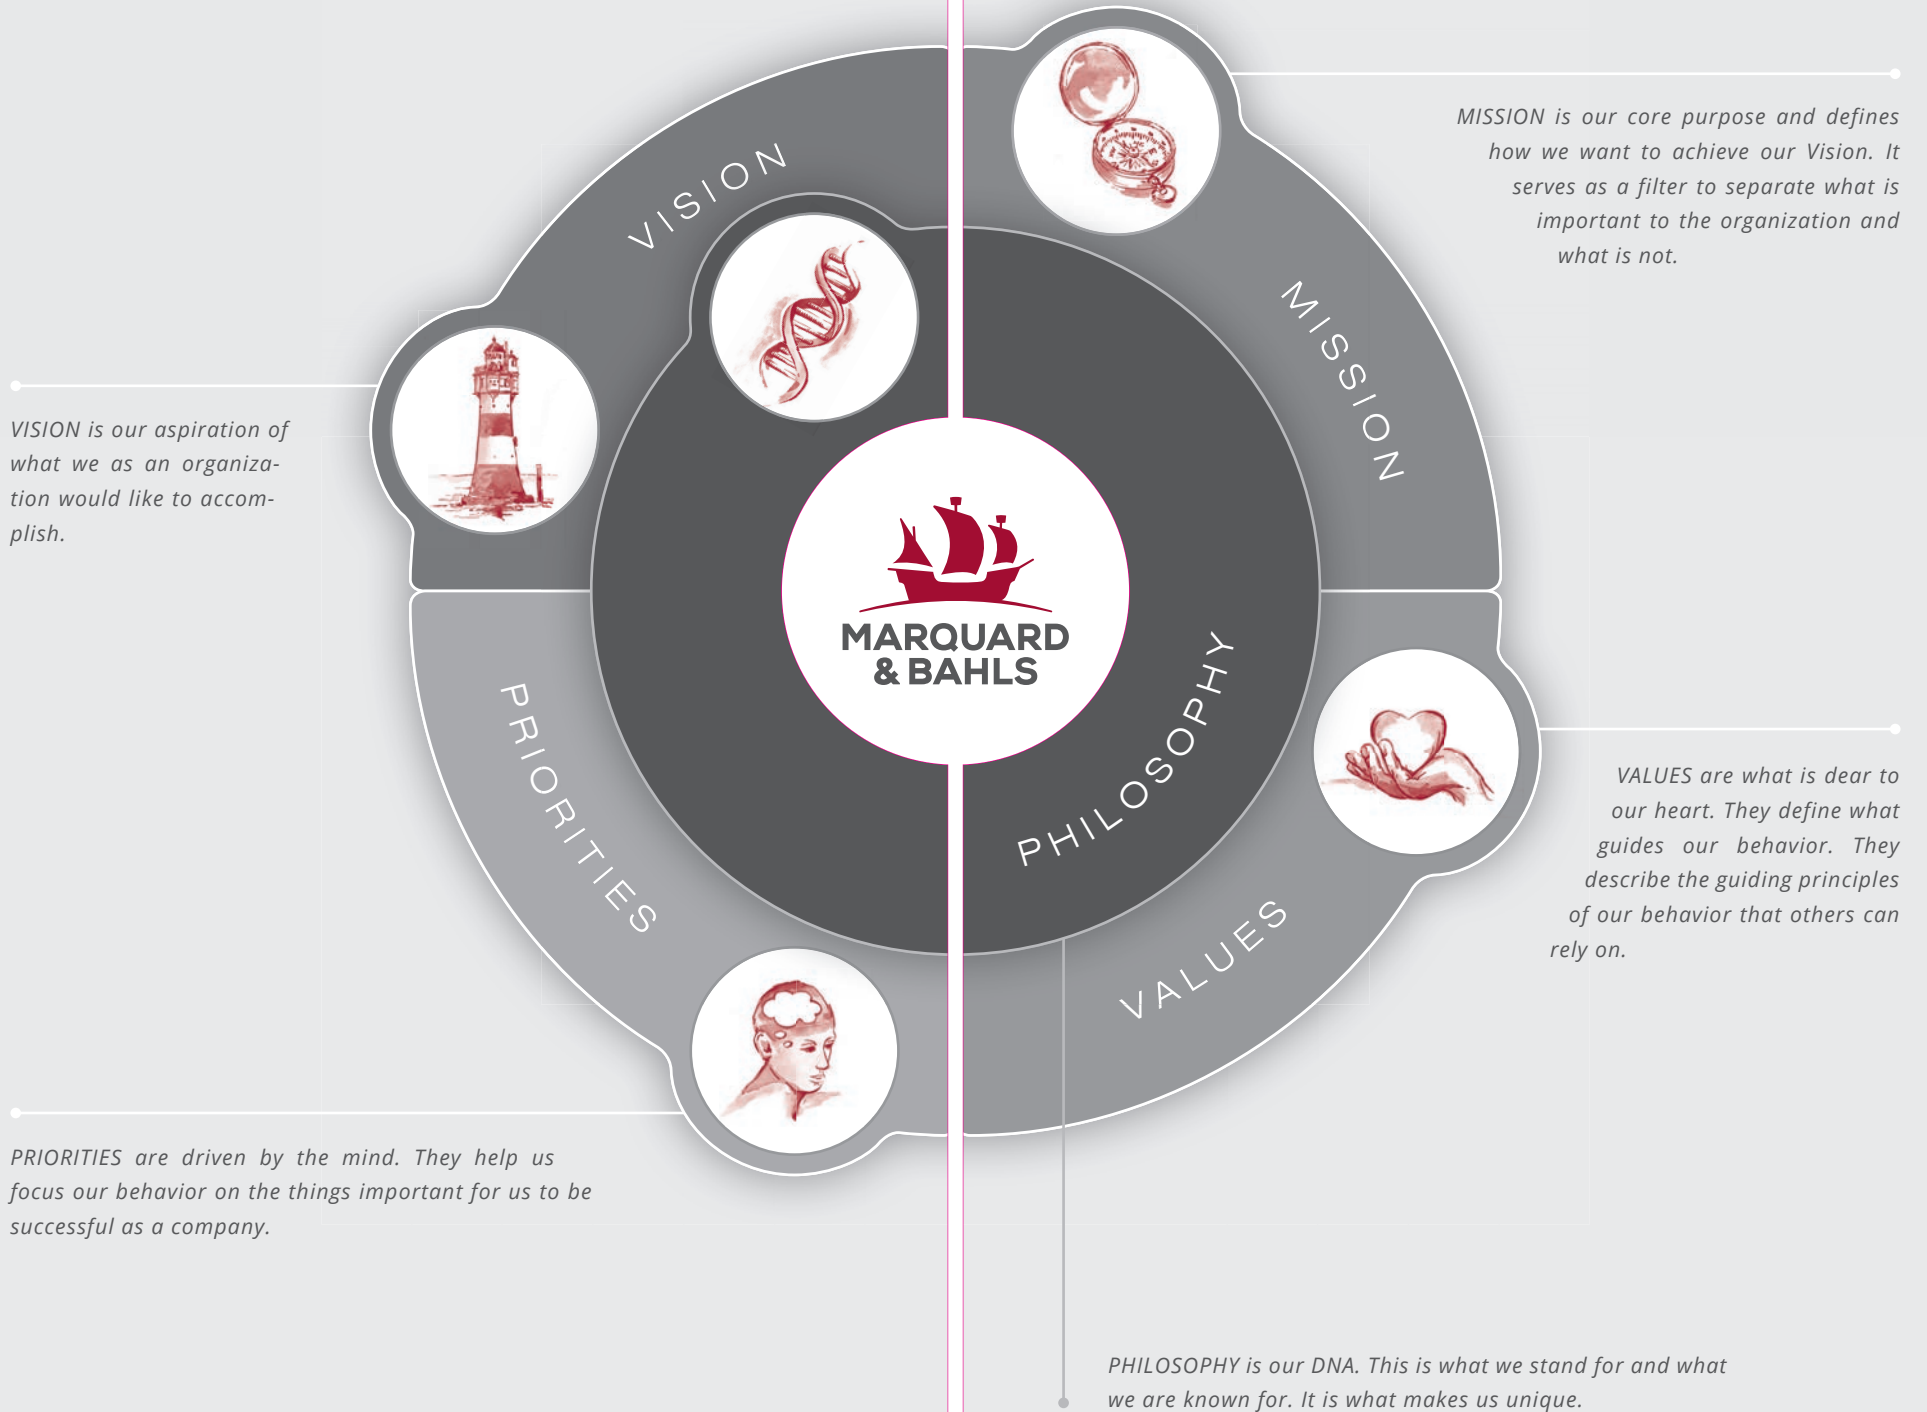 MISSION is our core purpose and defines
how we want to achieve our Vision. It
serves as a filter to separate what is
important to the organization and
what is not.
VISION
MISSION
VISION is our aspiration of
what we as an organiza-
tion would like to accom-
plish.
MARQUARD
& BAHLS
PRIORITIES
PHILOSOPHY
VALUES
VALUES are what is dear to
our heart. They define what
guides our behavior. They
describe the guiding principles
of our behavior that others can
rely on.
PRIORITIES are driven by the mind. They help us
focus our behavior on the things important for us to be
successful as a company.
PHILOSOPHY is our DNA. This is what we stand for and what
we are known for. It is what makes us unique.